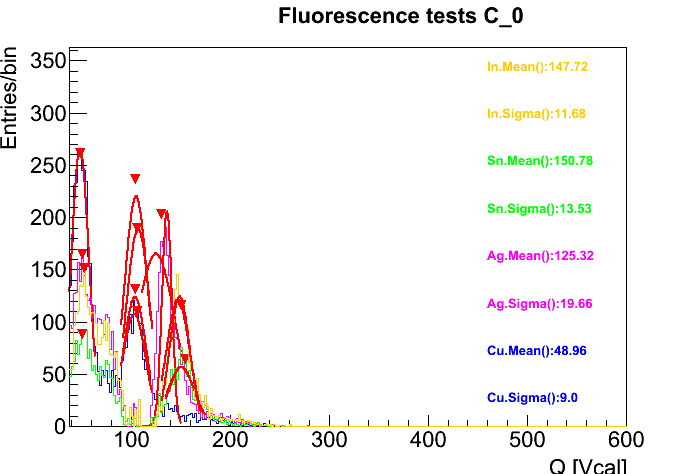 Fluorescence tests C_0
Entries/bin
350
300
250
200
150
100
50
0
In.Mean():147.72
In.Sigma():11.68
Sn.Mean():150.78
Sn.Sigma():13.53
Ag.Mean():125.32
Ag.Sigma():19.66
Cu.Mean():48.96
Cu.Sigma():9.0
100 200 300 400 500 600
Q [Vcal]